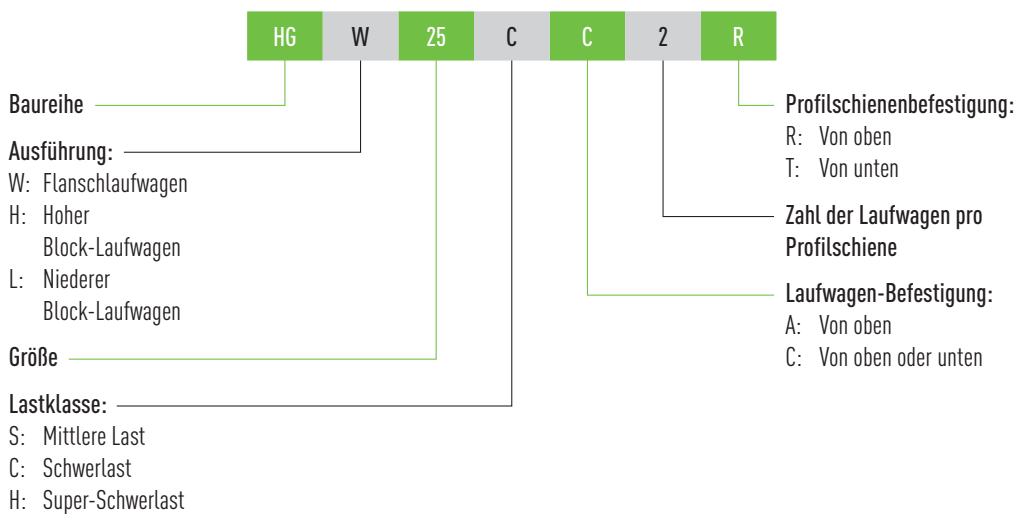 HG W 25 C C 2 R
Baureihe
Ausführung:
W: Flanschlaufwagen
H: Hoher
Block-Laufwagen
L: Niederer
Block-Laufwagen
Größe
Lastklasse:
S: Mittlere Last
C: Schwerlast
H: Super-Schwerlast
Profilschienenbefestigung:
R: Von oben
T: Von unten
Zahl der Laufwagen pro
Profilschiene
Laufwagen-Befestigung:
A: Von oben
C: Von oben oder unten